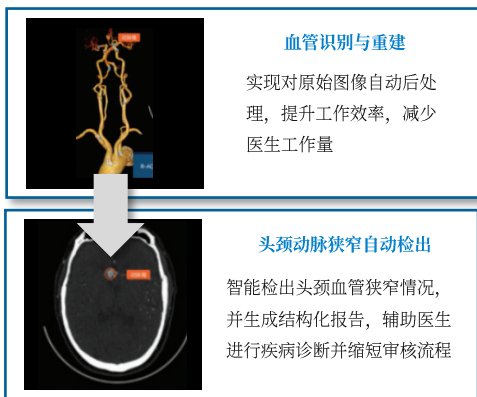 血管识别与重建
实现对原始图像自动后处
理，提升工作效率，减少
医生工作量
头颈动脉狭窄自动检出
智能检出头颈血管狭窄情况，
并生成结构化报告，辅助医生
进行疾病诊断并缩短审核流程